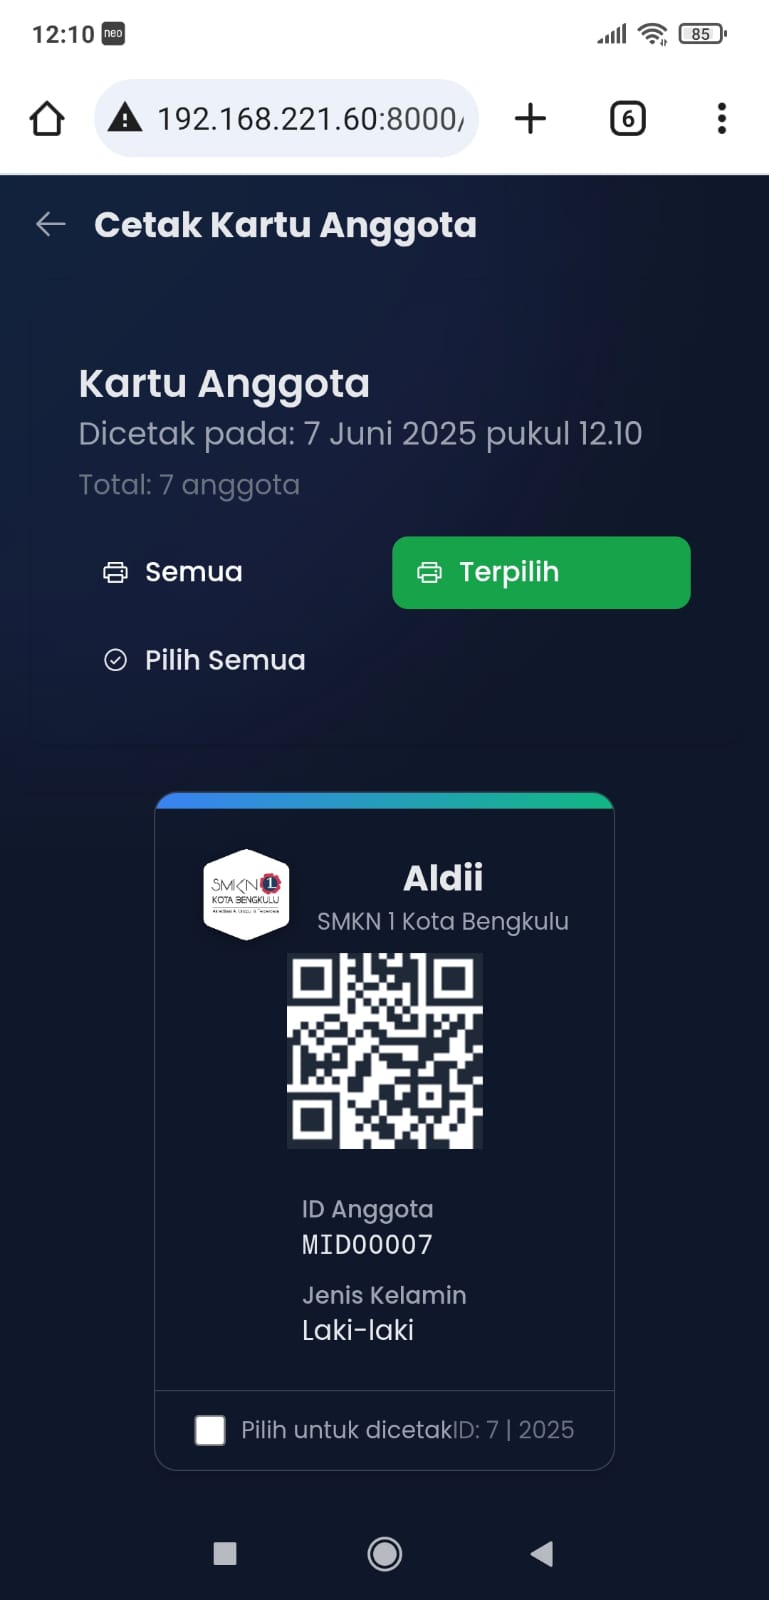 12:10 neo 85
192.168.221.60:8000/ 6
Cetak Kartu Anggota
Kartu Anggota
Dicetak pada: 7 Juni 2025 pukul 12.10
Total: 7 anggota
Semua Terpilih
Pilih Semua
SMKN 1
KOTA BENGKULU
Aldii
SMKN 1 Kota Bengkulu
ID Anggota
MID00007
Jenis Kelamin
Laki-laki
Pilih untuk dicetakID: 7 | 2025